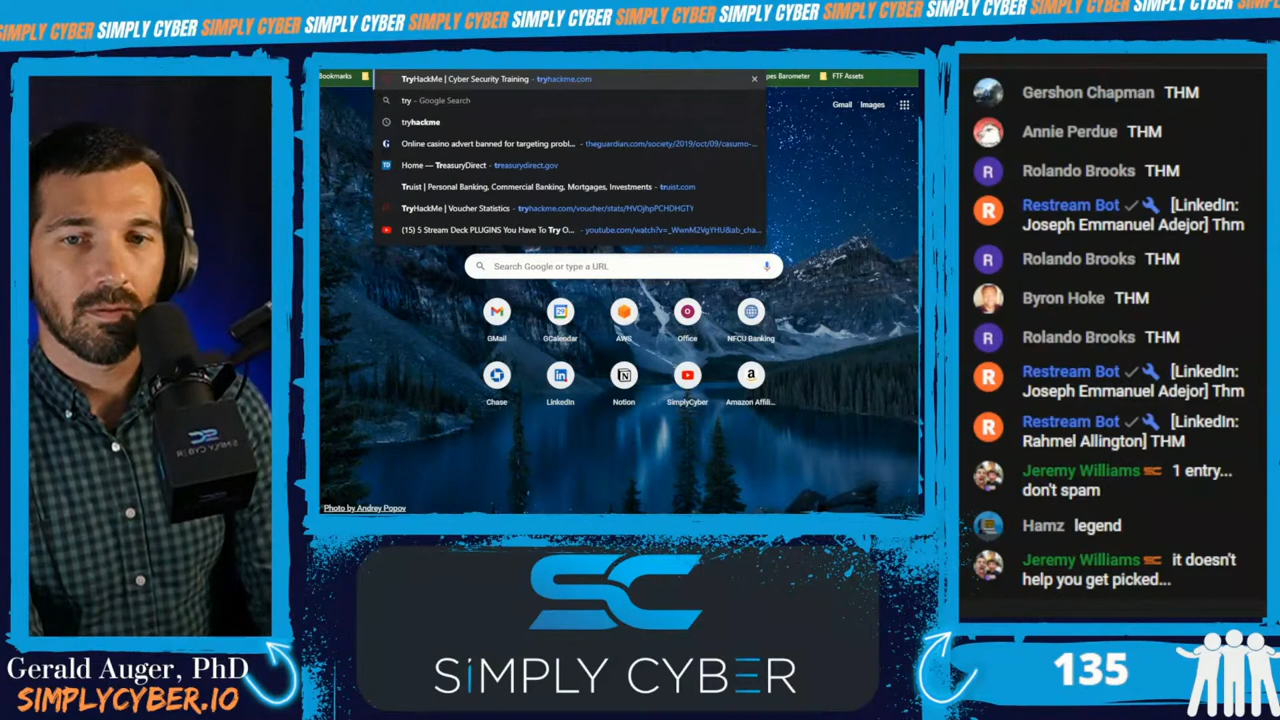 SIMPLY CYBER SIMPLY CYBER SIMPLY CYBER SIMPLY CYBER SIMPLY CYBER SIMPLY CYBER SIMPLY CYBER SIMPLY CYBER SIMPLY CYBER SIMPLY CYBER SIMPLY CYBER SIMPLY CYBER
Bookmarks
TryHackMe | Cyber Security Training - tryhackme.com
pes Barometer
FTF Assets
try - Google Search
tryhackme
Online casino advert banned for targeting probl... - theguardian.com/society/2019/oct/09/casumo-...
Home — TreasuryDirect - treasurydirect.gov
Truist | Personal Banking, Commercial Banking, Mortgages, Investments - truist.com
TryHackMe | Voucher Statistics - tryhackme.com/voucher/stats/HVOjhpPCHDHGTY
(15) 5 Stream Deck PLUGINS You Have To Try O... - youtube.com/watch?v=_WwnM2VgYHU&ab_cha...
Gmail Images
Search Google or type a URL
GMail
GCalendar
AWS
Office
NFCU Banking
Chase
LinkedIn
Notion
SimplyCyber
Amazon Affili...
Photo by Andrey Popov
SC
SIMPLY CYBER
Gerald Auger, PhD
SIMPLYCYBER.IO
Gershon Chapman THM
Annie Perdue THM
Rolando Brooks THM
Restream Bot [LinkedIn:
Joseph Emmanuel Adejor] Thm
Rolando Brooks THM
Byron Hoke THM
Rolando Brooks THM
Restream Bot [LinkedIn:
Joseph Emmanuel Adejor] Thm
Restream Bot [LinkedIn:
Rahmel Allington] THM
Jeremy Williams 1 entry...
don't spam
Hamz legend
Jeremy Williams it doesn't
help you get picked...
135